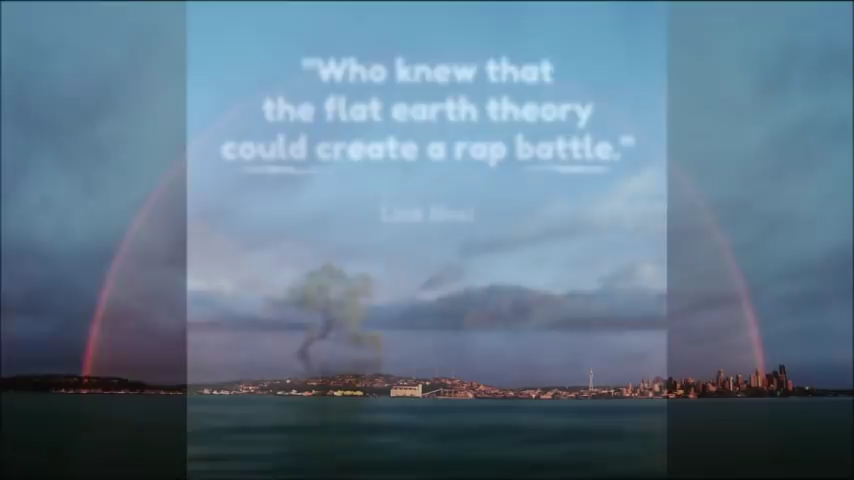 "Who knew that
the flat earth theory
could create a rap battle."